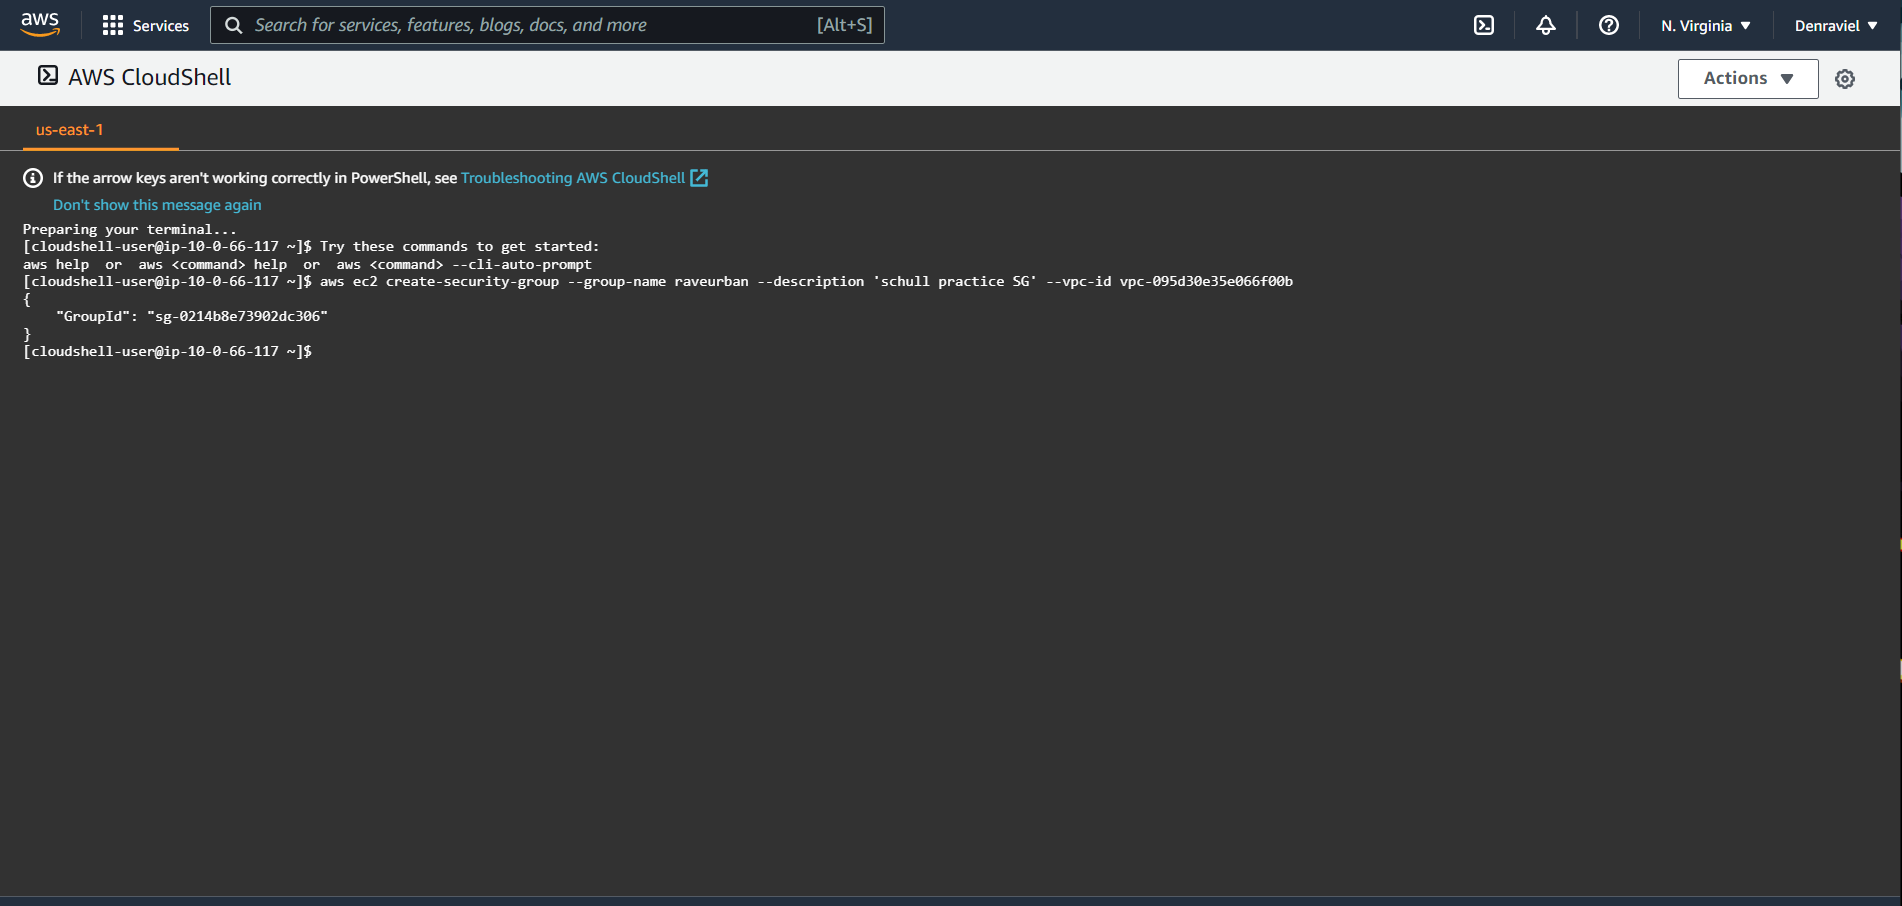 aws
Services
Search for services, features, blogs, docs, and more
[Alt+S]
N. Virginia
Denraviel
AWS CloudShell
Actions
us-east-1
If the arrow keys aren't working correctly in PowerShell, see Troubleshooting AWS CloudShell
Don't show this message again
Preparing your terminal...
[cloudshell-user@ip-10-0-66-117 ~]$ Try these commands to get started:
aws help  or  aws <command> help  or  aws <command> --cli-auto-prompt
[cloudshell-user@ip-10-0-66-117 ~]$ aws ec2 create-security-group --group-name raveurban --description 'schull practice SG' --vpc-id vpc-095d30e35e066f00b
{
    "GroupId": "sg-0214b8e73902dc306"
}
[cloudshell-user@ip-10-0-66-117 ~]$